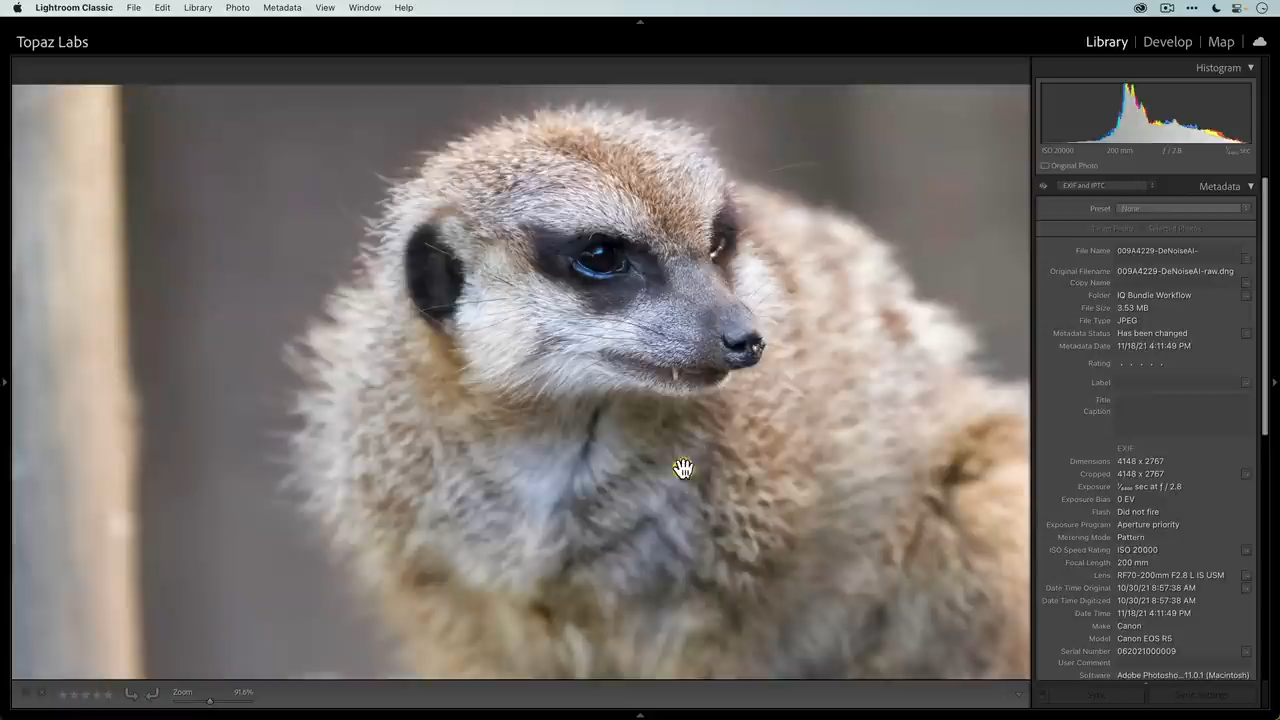 Lightroom Classic File Edit Library Photo Metadata View Window Help
Topaz Labs
Library | Develop | Map
Histogram
ISO 20000 200 mm f / 2.8 sec
Original Photo
EXIF and IPTC Metadata
Preset None
Selected Photos
File Name 009A4229-DeNoiseAI-
Original Filename 009A4229-DeNoiseAI-raw.dng
Copy Name
Folder IQ Bundle Workflow
File Size 3.53 MB
File Type JPEG
Metadata Status Has been changed
Metadata Date 11/18/21 4:11:49 PM
Rating
Label
Title
Caption
EXIF
Dimensions 4148 x 2767
Cropped 4148 x 2767
Exposure sec at f / 2.8
Exposure Bias 0 EV
Flash Did not fire
Exposure Program Aperture priority
Metering Mode Pattern
ISO Speed Rating ISO 20000
Focal Length 200 mm
Lens RF70-200mm F2.8 L IS USM
Date Time Original 10/30/21 8:57:38 AM
Date Time Digitized 10/30/21 8:57:38 AM
Date Time 11/18/21 4:11:49 PM
Make Canon
Model Canon EOS R5
Serial Number 062021000009
User Comment
Software Adobe Photosho...11.0.1 (Macintosh)
Zoom 91.6%
Sync Sync Settings